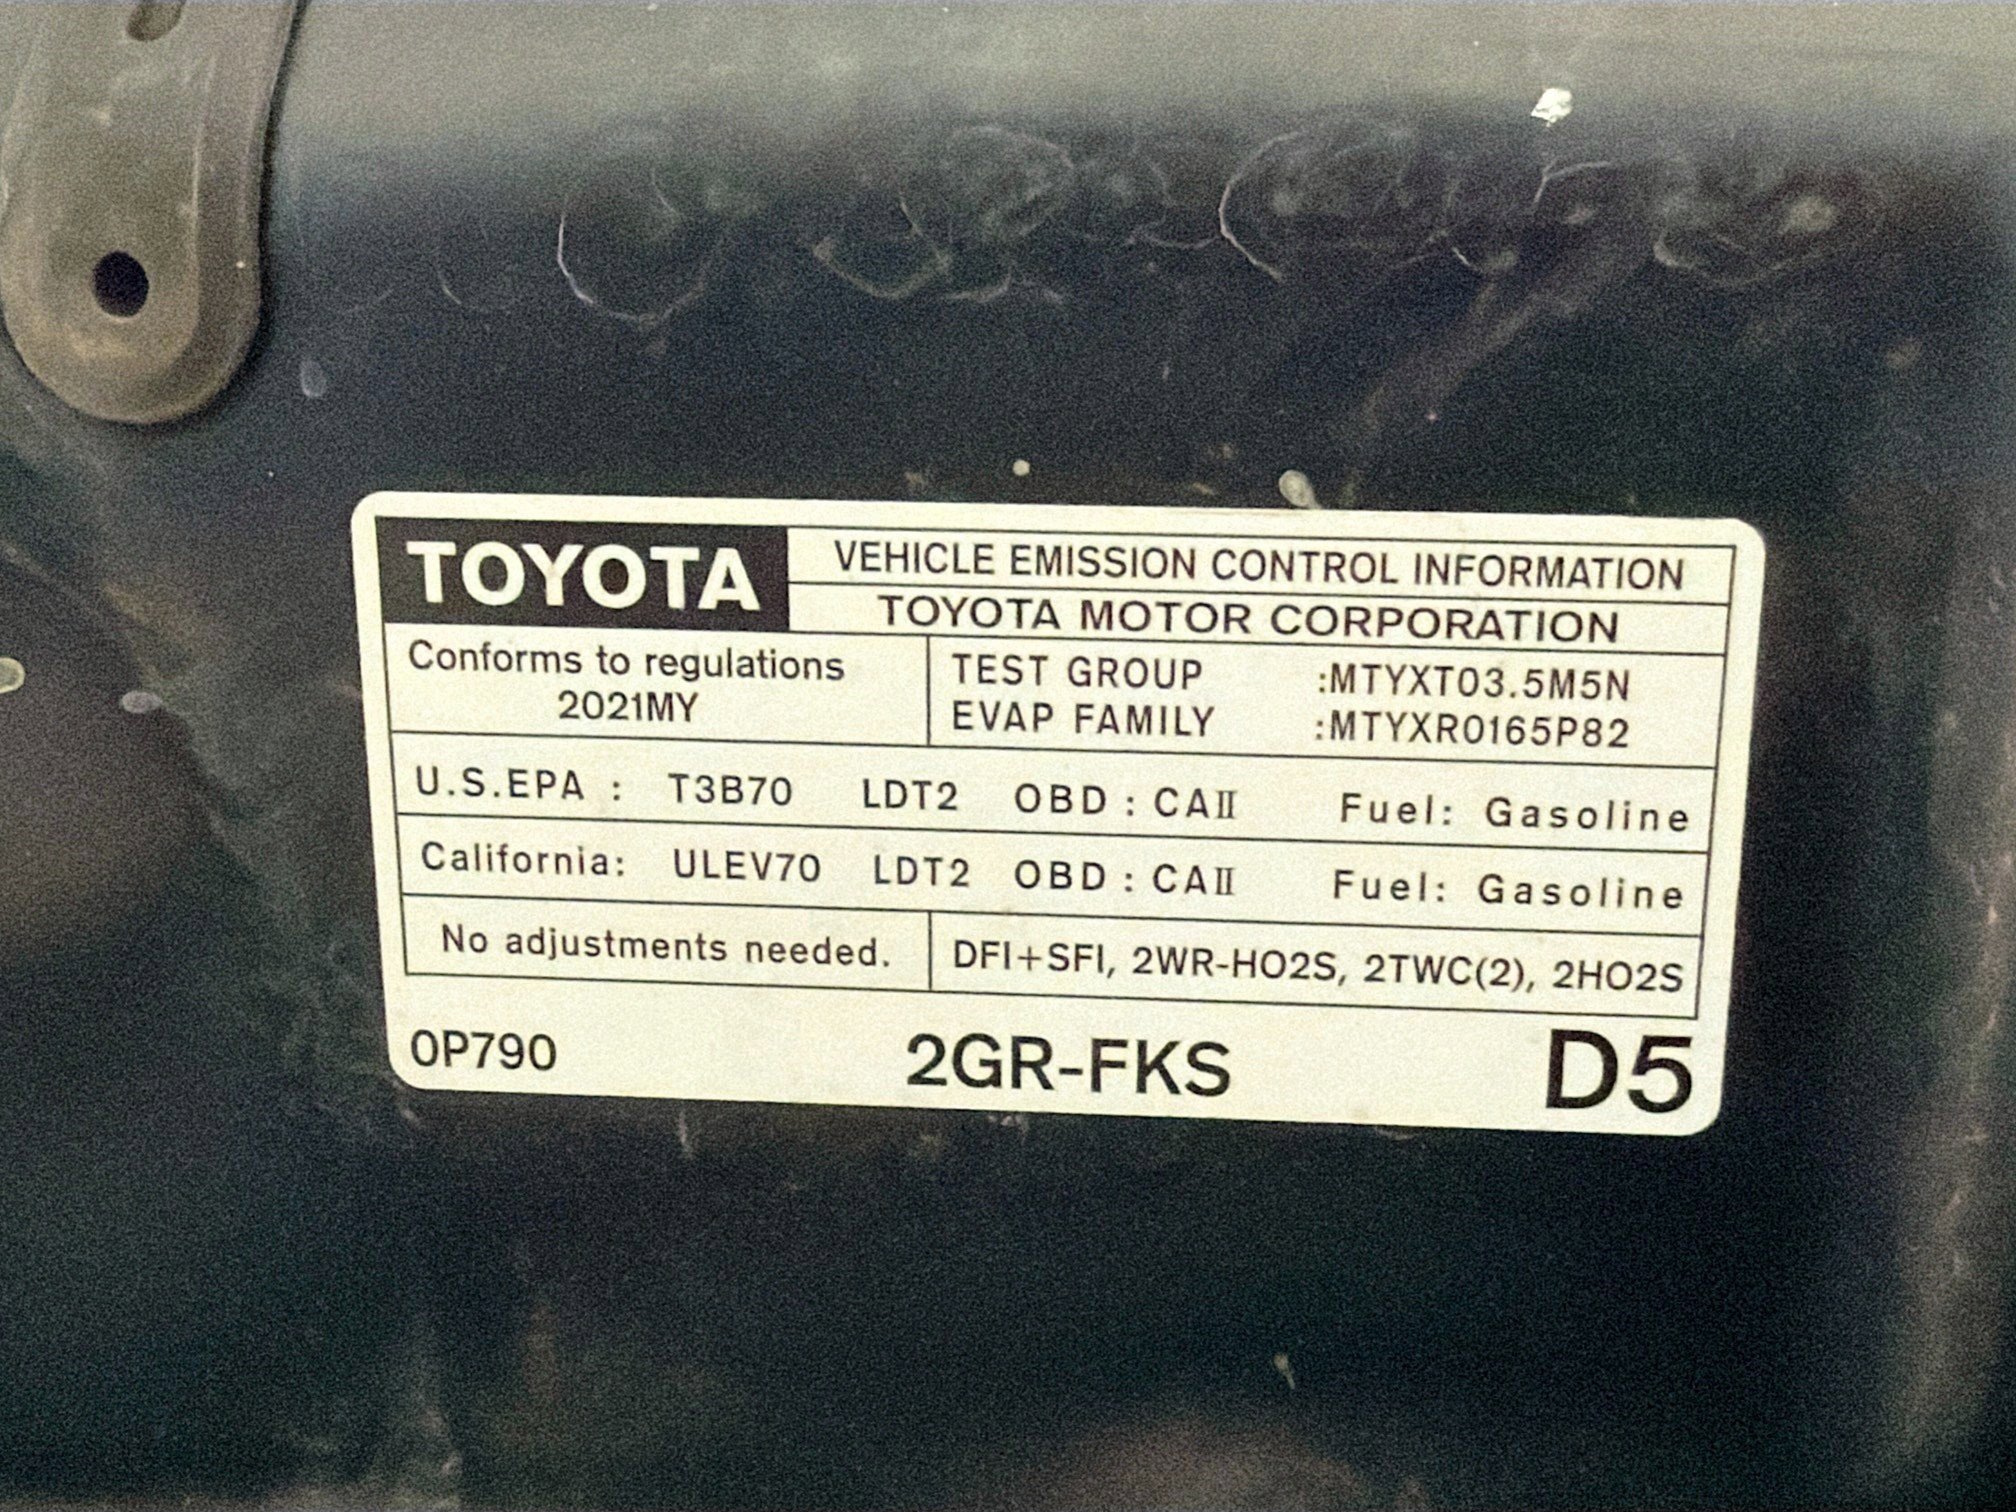 TOYOTA
VEHICLE EMISSION CONTROL INFORMATION
TOYOTA MOTOR CORPORATION
Conforms to regulations
2021MY
TEST GROUP :MTYXT03.5M5N
EVAP FAMILY :MTYXR0165P82
U.S.EPA : T3B70 LDT2 OBD : CAⅡ Fuel: Gasoline
California: ULEV70 LDT2 OBD : CAⅡ Fuel: Gasoline
No adjustments needed.
DFI+SFI, 2WR-HO2S, 2TWC(2), 2HO2S
0P790 2GR-FKS D5